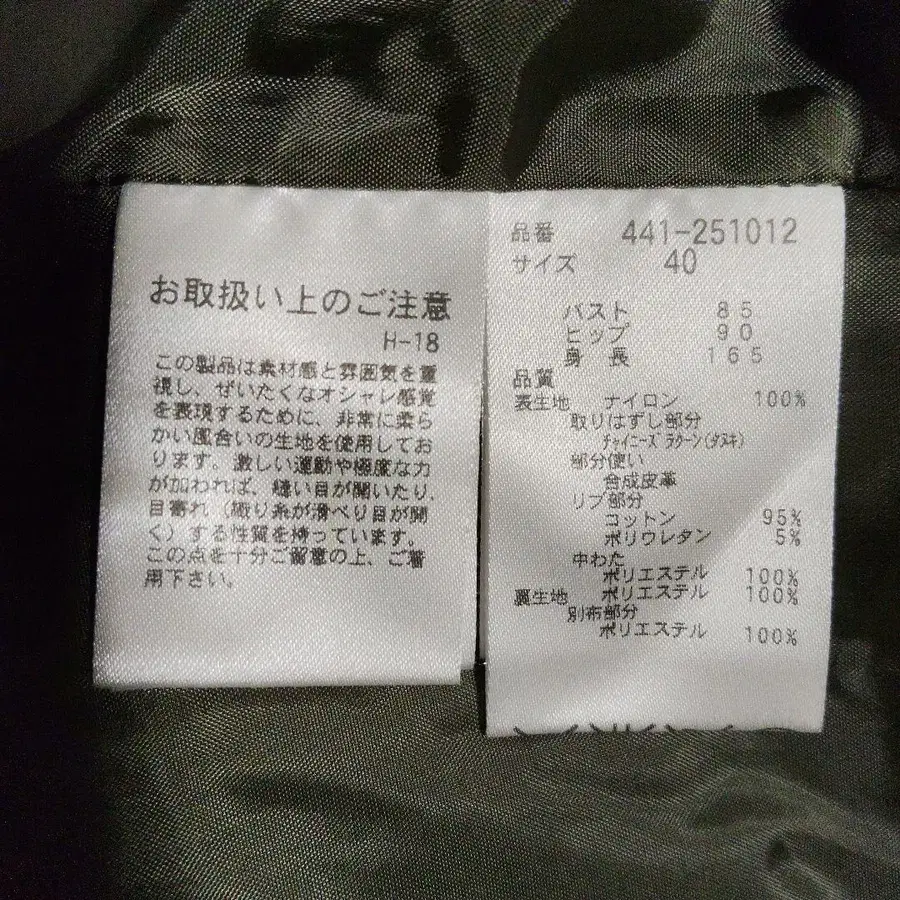 お取扱い上のご注意
H-18
この製品は素材感と雰囲気を重
視し、ぜいたくなオシャレ感覚
を表現するために、非常に柔ら
かい風合いの生地を使用してお
ります。激しい運動や極度な力
が加われば、縫い目が開いたり、
目寄れ（織り糸が滑べり目が開
く）する性質を持っています。
この点を十分ご留意の上、ご着
用下さい。
品番 441-251012
サイズ 40
バスト 85
ヒップ 90
身長 165
品質
表生地 ナイロン 100%
取りはずし部分
ﾁｬｲﾆｰｽﾞﾗｸｰﾝ(ﾀﾇｷ)
部分使い
合成皮革
リブ部分
コットン 95%
ポリウレタン 5%
中わた
ポリエステル 100%
裏生地 ポリエステル 100%
別布部分
ポリエステル 100%